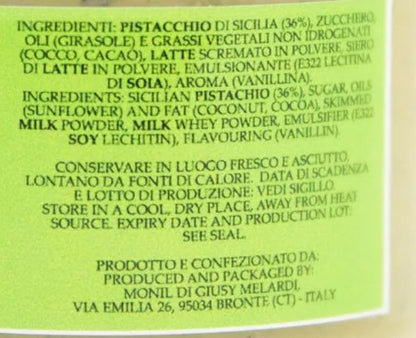 INGREDIENTI: PISTACCHIO DI SICILIA (36%), ZUCCHERO,
OLI (GIRASOLE) E GRASSI VEGETALI NON IDROGENATI
(COCCO, CACAO), LATTE SCREMATO IN POLVERE, SIERO
DI LATTE IN POLVERE, EMULSIONANTE (E322 LECITINA
DI SOIA), AROMA (VANILLINA).
INGREDIENTS: SICILIAN PISTACHIO (36%), SUGAR, OILS
(SUNFLOWER) AND FAT (COCONUT, COCOA), SKIMMED
MILK POWDER, MILK WHEY POWDER, EMULSIFIER (E322
SOY LECHITIN), FLAVOURING (VANILLIN).
CONSERVARE IN LUOGO FRESCO E ASCIUTTO,
LONTANO DA FONTI DI CALORE. DATA DI SCADENZA
E LOTTO DI PRODUZIONE: VEDI SIGILLO
STORE IN A COOL, DRY PLACE, AWAY FROM HEAT
SOURCE. EXPIRY DATE AND PRODUCTION LOT:
SEE SEAL.
PRODOTTO E CONFEZIONATO DA:
PRODUCED AND PACKAGED BY:
MONIL DI GIUSY MELARDI,
VIA EMILIA 26, 95034 BRONTE (CT) - ITALY